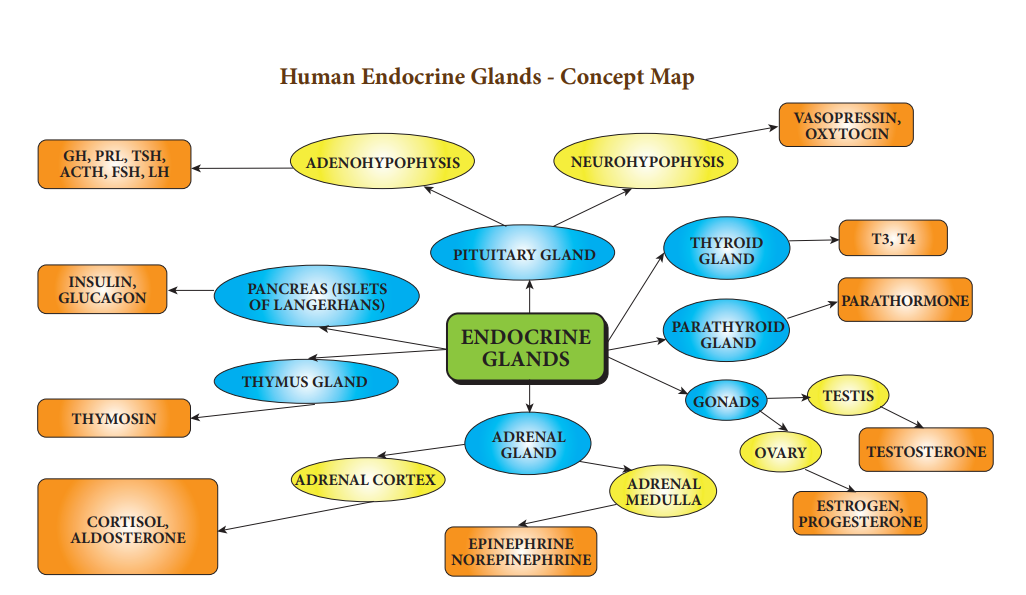 Human Endocrine Glands - Concept Map
VASOPRESSIN,
OXYTOCIN
GH, PRL, TSH,
ACTH, FSH, LH
ADENOHYPOPHYSIS
NEUROHYPOPHYSIS
PITUITARY GLAND
THYROID
GLAND
T3, T4
INSULIN,
GLUCAGON
PANCREAS (ISLETS
OF LANGERHANS)
PARATHORMONE
PARATHYROID
GLAND
ENDOCRINE
GLANDS
THYMUS GLAND
THYMOSIN
GONADS
TESTIS
TESTOSTERONE
OVARY
ESTROGEN,
PROGESTERONE
ADRENAL
GLAND
ADRENAL CORTEX
ADRENAL
MEDULLA
CORTISOL,
ALDOSTERONE
EPINEPHRINE
NOREPINEPHRINE